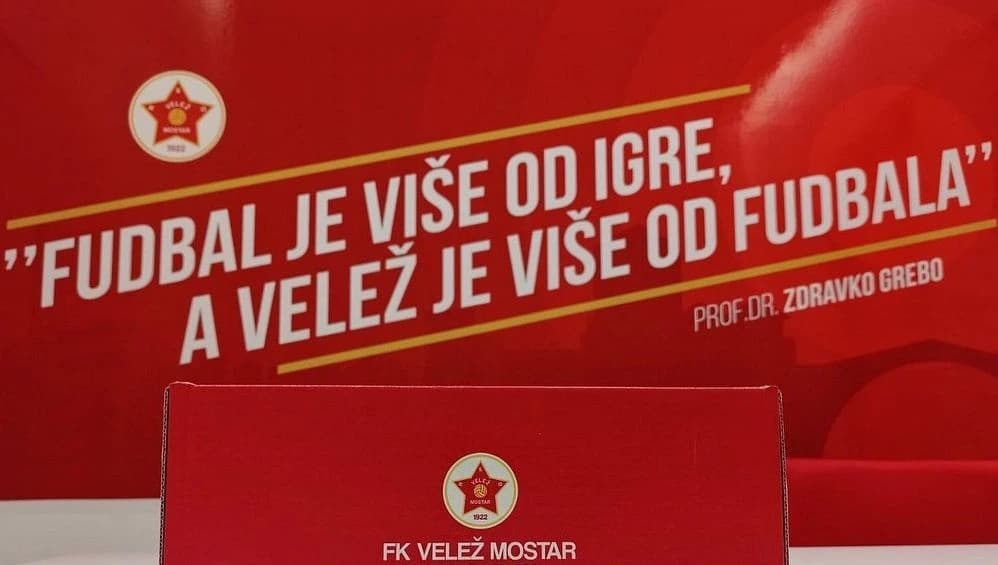 VELEŽ
MOSTAR
1922
’’FUDBAL JE VIŠE OD IGRE,
A VELEŽ JE VIŠE OD FUDBALA’’
PROF.DR. ZDRAVKO GREBO
VELEŽ
MOSTAR
1922
FK VELEŽ MOSTAR